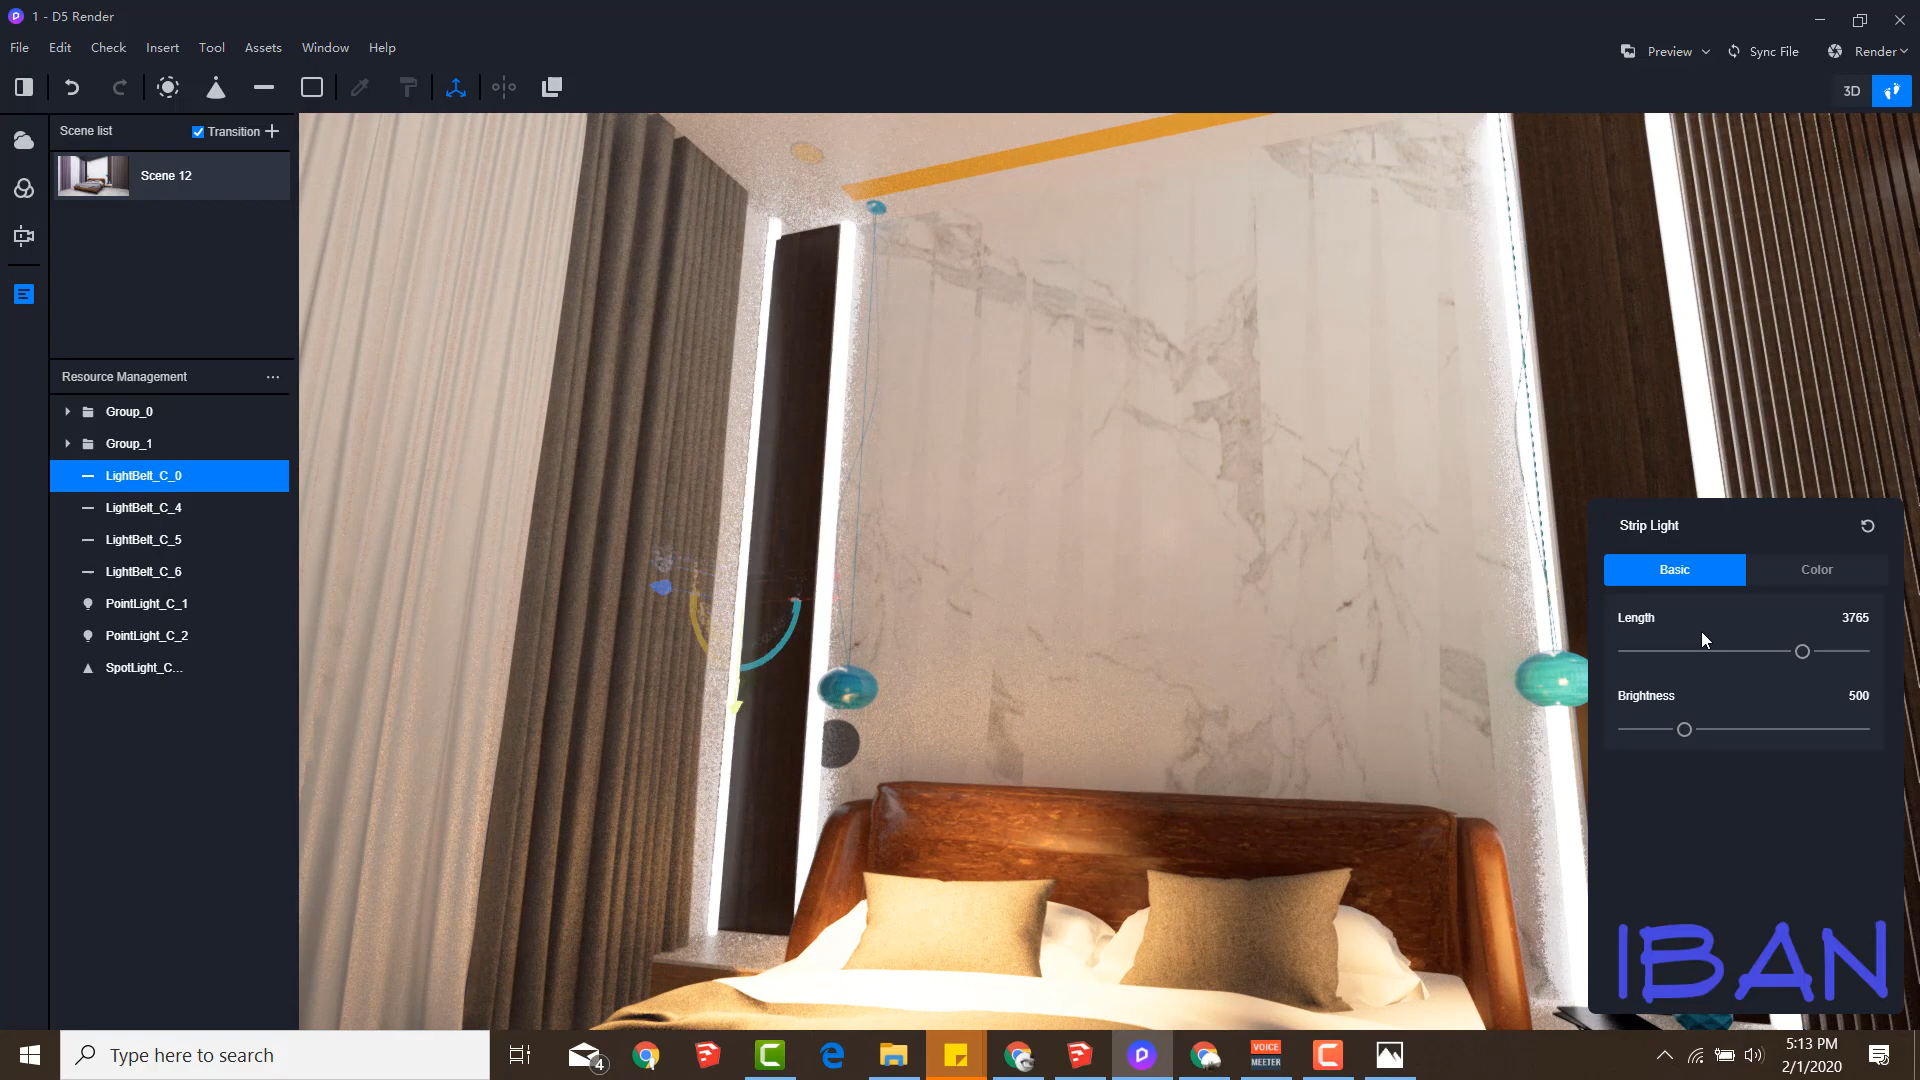 1 - D5 Render
File Edit Check Insert Tool Assets Window Help
Preview Sync File Render
3D
Scene list Transition
Scene 12
Resource Management
Group_0
Group_1
LightBelt_C_0
LightBelt_C_4
LightBelt_C_5
LightBelt_C_6
PointLight_C_1
PointLight_C_2
SpotLight_C...
Strip Light
Basic Color
Length 3765
Brightness 500
IBAN
Type here to search
4
VOICE
MEETER
5:13 PM
2/1/2020